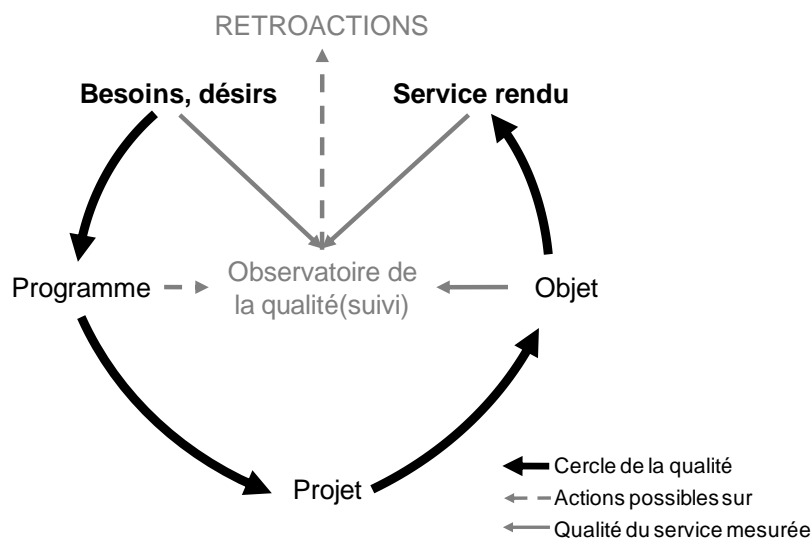 RETROACTIONS
Besoins, désirs
Service rendu
Programme
Observatoire de
la qualité(suivi)
Objet
Projet
Cercle de la qualité
Actions possibles sur
Qualité du service mesurée